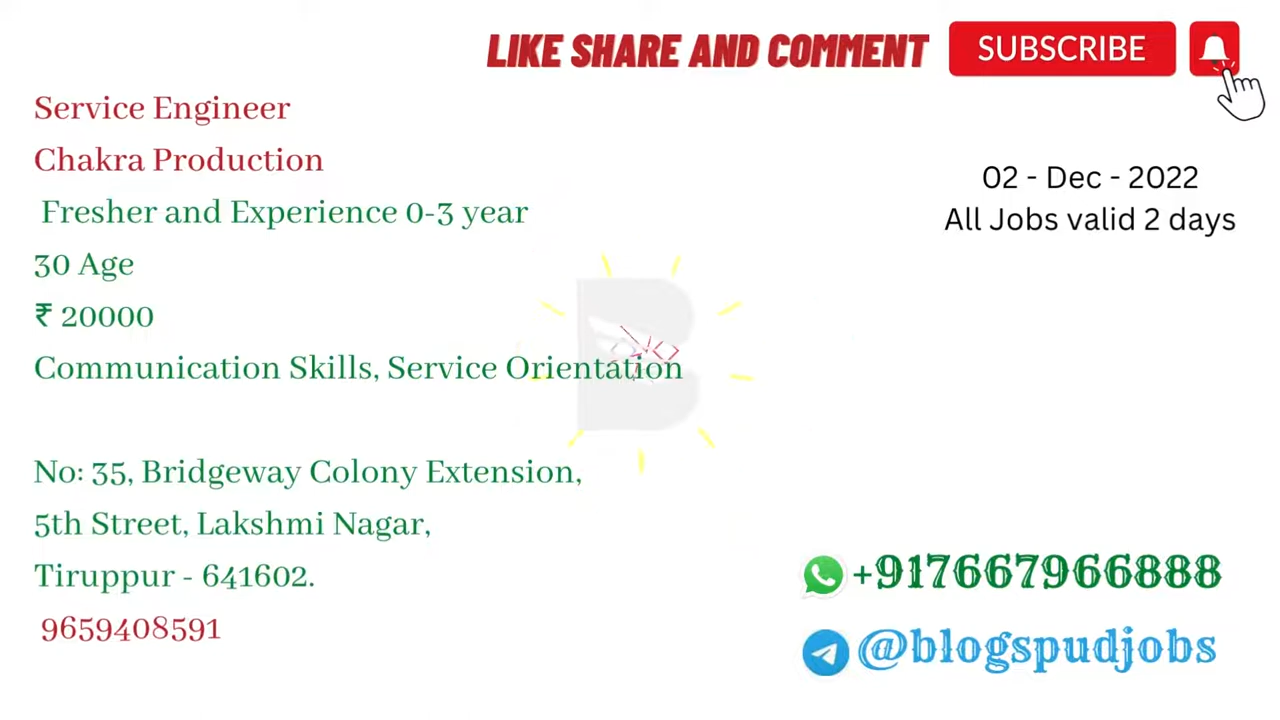 LIKE SHARE AND COMMENT
SUBSCRIBE
Service Engineer
Chakra Production
Fresher and Experience 0-3 year
30 Age
₹ 20000
Communication Skills, Service Orientation
No: 35, Bridgeway Colony Extension,
5th Street, Lakshmi Nagar,
Tiruppur - 641602.
9659408591
02 - Dec - 2022
All Jobs valid 2 days
+917667966888
@blogspudjobs